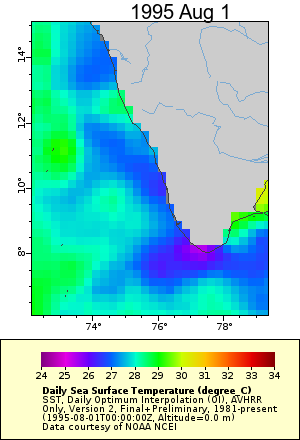 1995 Aug 1
14°
12°
10°
8°
74° 76° 78°
24 25 26 27 28 29 30 31 32 33 34
Daily Sea Surface Temperature (degree_C)
SST, Daily Optimum Interpolation (OI), AVHRR
Only, Version 2, Final+Preliminary, 1981-present
(1995-08-01T00:00:00Z, Altitude=0.0 m)
Data courtesy of NOAA NCEI